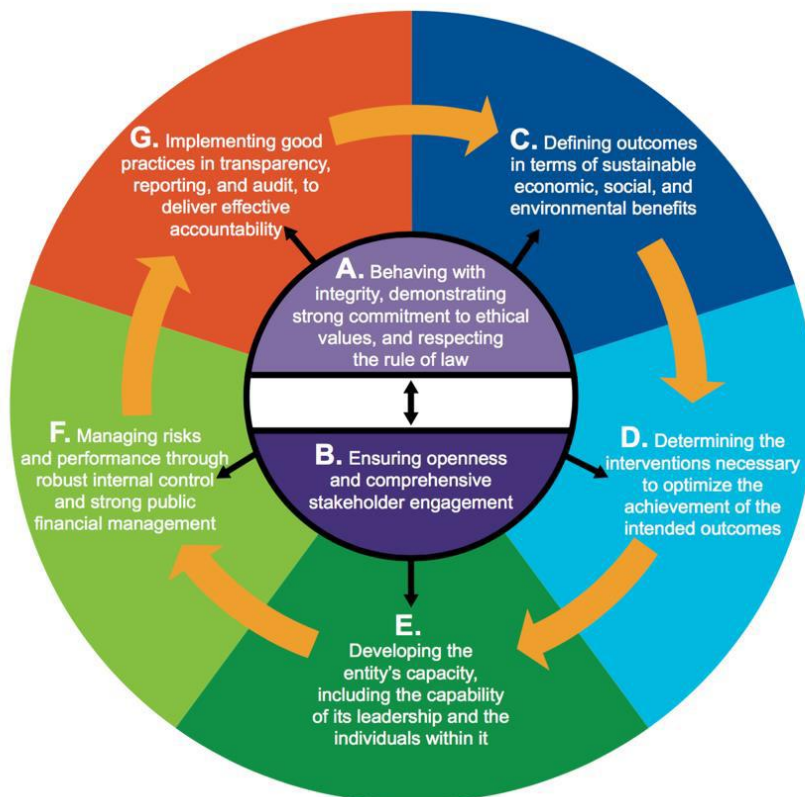 A. Behaving with
integrity, demonstrating
strong commitment to ethical
values, and respecting
the rule of law
B. Ensuring openness
and comprehensive
stakeholder engagement
C. Defining outcomes
in terms of sustainable
economic, social, and
environmental benefits
D. Determining the
interventions necessary
to optimize the
achievement of the
intended outcomes
E.
Developing the
entity's capacity,
including the capability
of its leadership and the
individuals within it
F. Managing risks
and performance through
robust internal control
and strong public
financial management
G. Implementing good
practices in transparency,
reporting, and audit, to
deliver effective
accountability